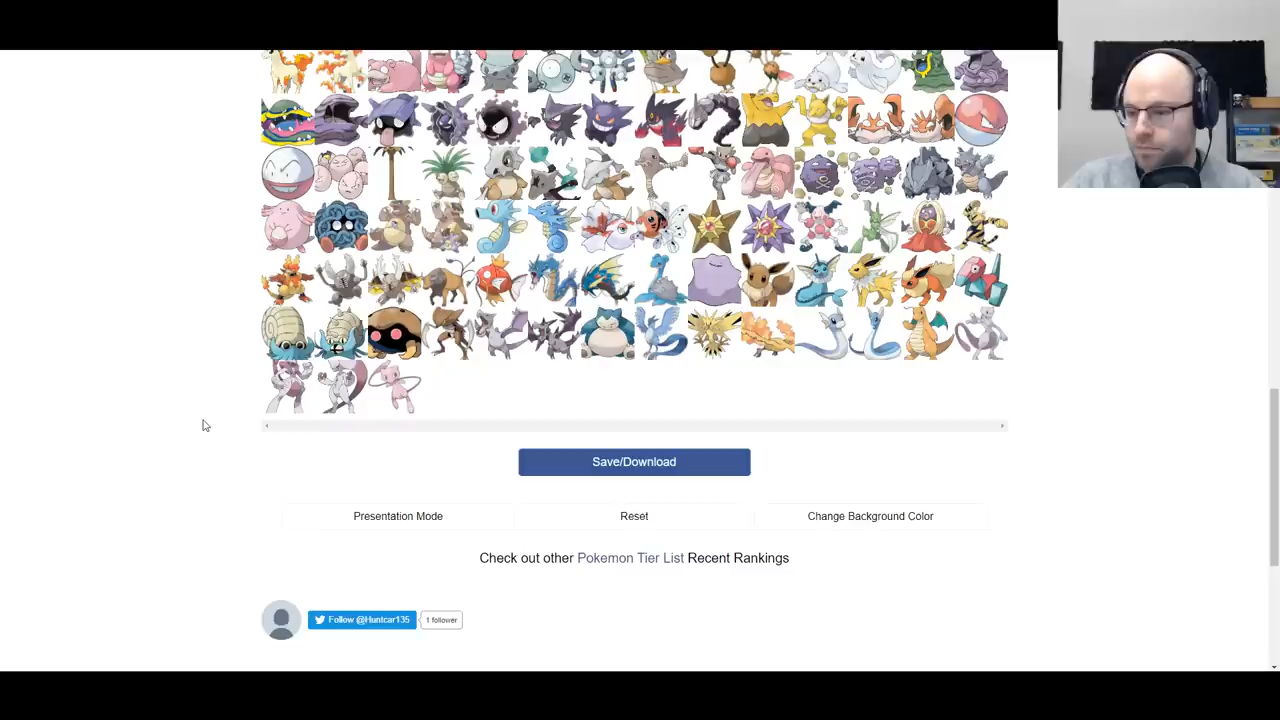 Save/Download
Presentation Mode
Reset
Change Background Color
Check out other Pokemon Tier List Recent Rankings
Follow @Huntcar135
1 follower